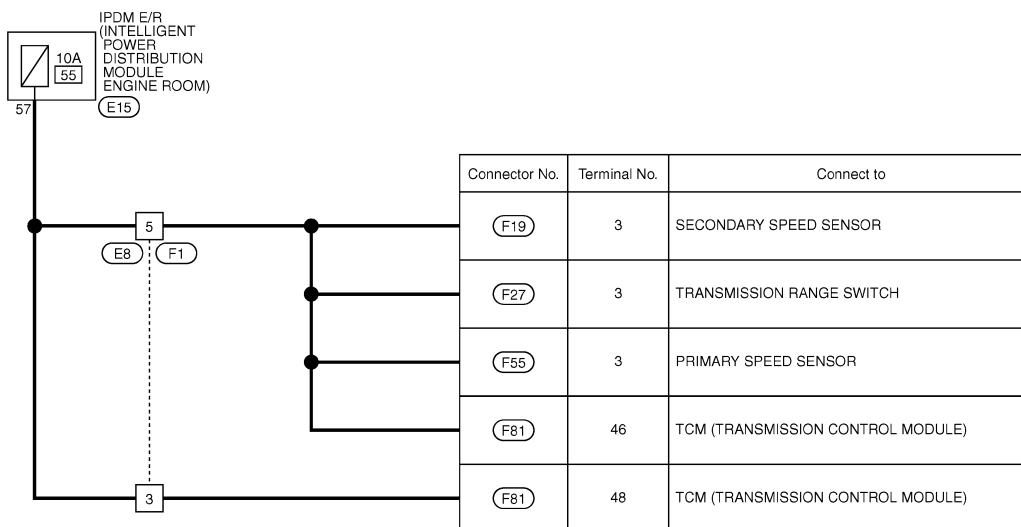 IPDM E/R
(INTELLIGENT
POWER
DISTRIBUTION
MODULE
ENGINE ROOM)
10A
55
E15
57
Connector No. Terminal No. Connect to
5
E8 F1
F19 3 SECONDARY SPEED SENSOR
F27 3 TRANSMISSION RANGE SWITCH
F55 3 PRIMARY SPEED SENSOR
F81 46 TCM (TRANSMISSION CONTROL MODULE)
3
F81 48 TCM (TRANSMISSION CONTROL MODULE)